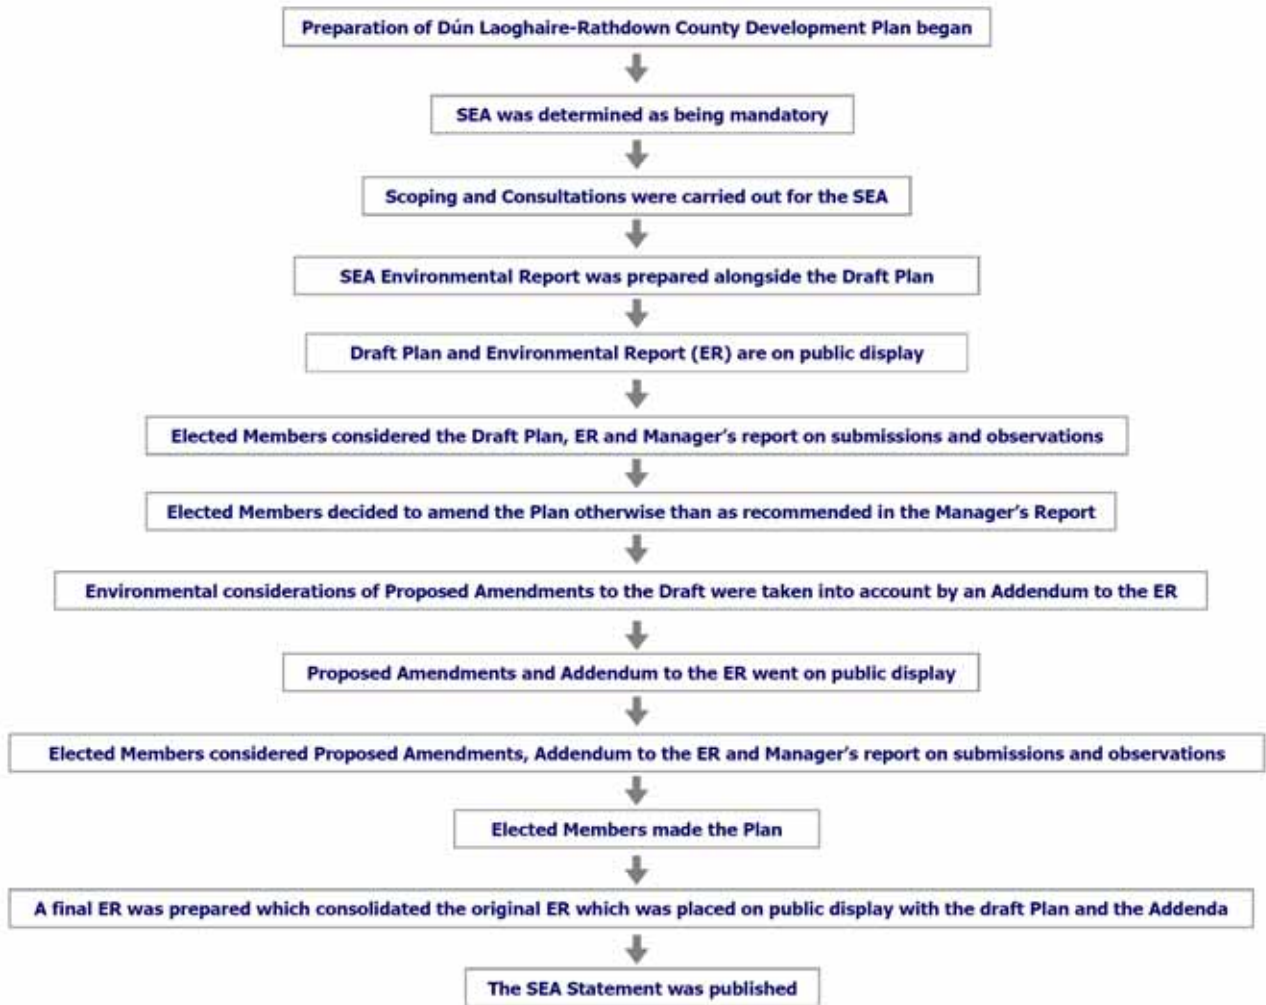 Preparation of Dún Laoghaire-Rathdown County Development Plan began
SEA was determined as being mandatory
Scoping and Consultations were carried out for the SEA
SEA Environmental Report was prepared alongside the Draft Plan
Draft Plan and Environmental Report (ER) are on public display
Elected Members considered the Draft Plan, ER and Manager's report on submissions and observations
Elected Members decided to amend the Plan otherwise than as recommended in the Manager's Report
Environmental considerations of Proposed Amendments to the Draft were taken into account by an Addendum to the ER
Proposed Amendments and Addendum to the ER went on public display
Elected Members considered Proposed Amendments, Addendum to the ER and Manager's report on submissions and observations
Elected Members made the Plan
A final ER was prepared which consolidated the original ER which was placed on public display with the draft Plan and the Addenda
The SEA Statement was published